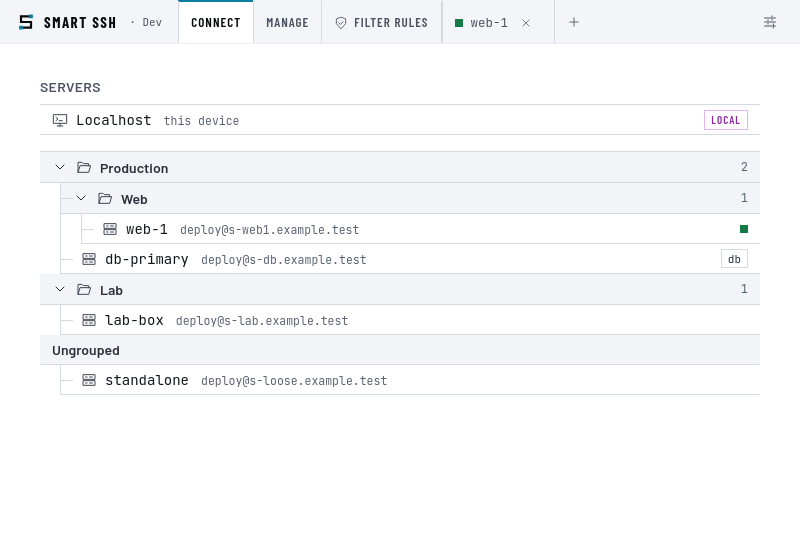 SMART SSH · Dev CONNECT MANAGE FILTER RULES web-1
SERVERS
Localhost this device LOCAL
Production 2
Web 1
web-1 deploy@s-web1.example.test
db-primary deploy@s-db.example.test db
Lab 1
lab-box deploy@s-lab.example.test
Ungrouped
standalone deploy@s-loose.example.test